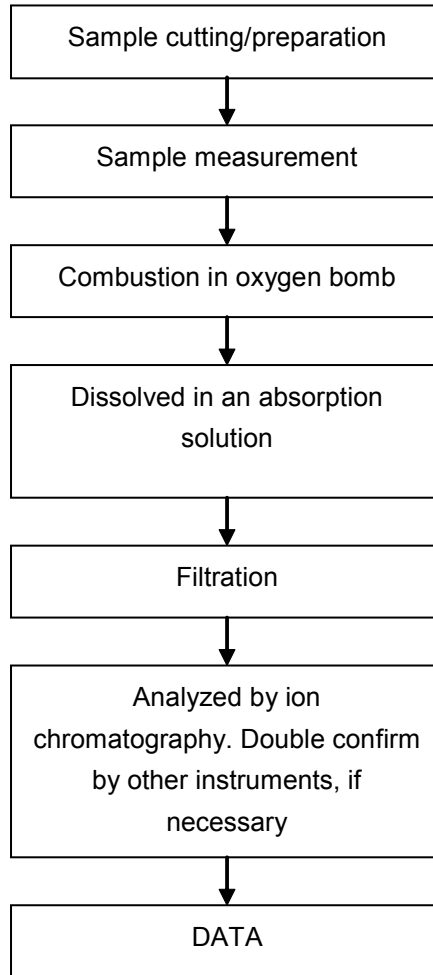 Sample cutting/preparation
Sample measurement
Combustion in oxygen bomb
Dissolved in an absorption
solution
Filtration
Analyzed by ion
chromatography. Double confirm
by other instruments, if
necessary
DATA